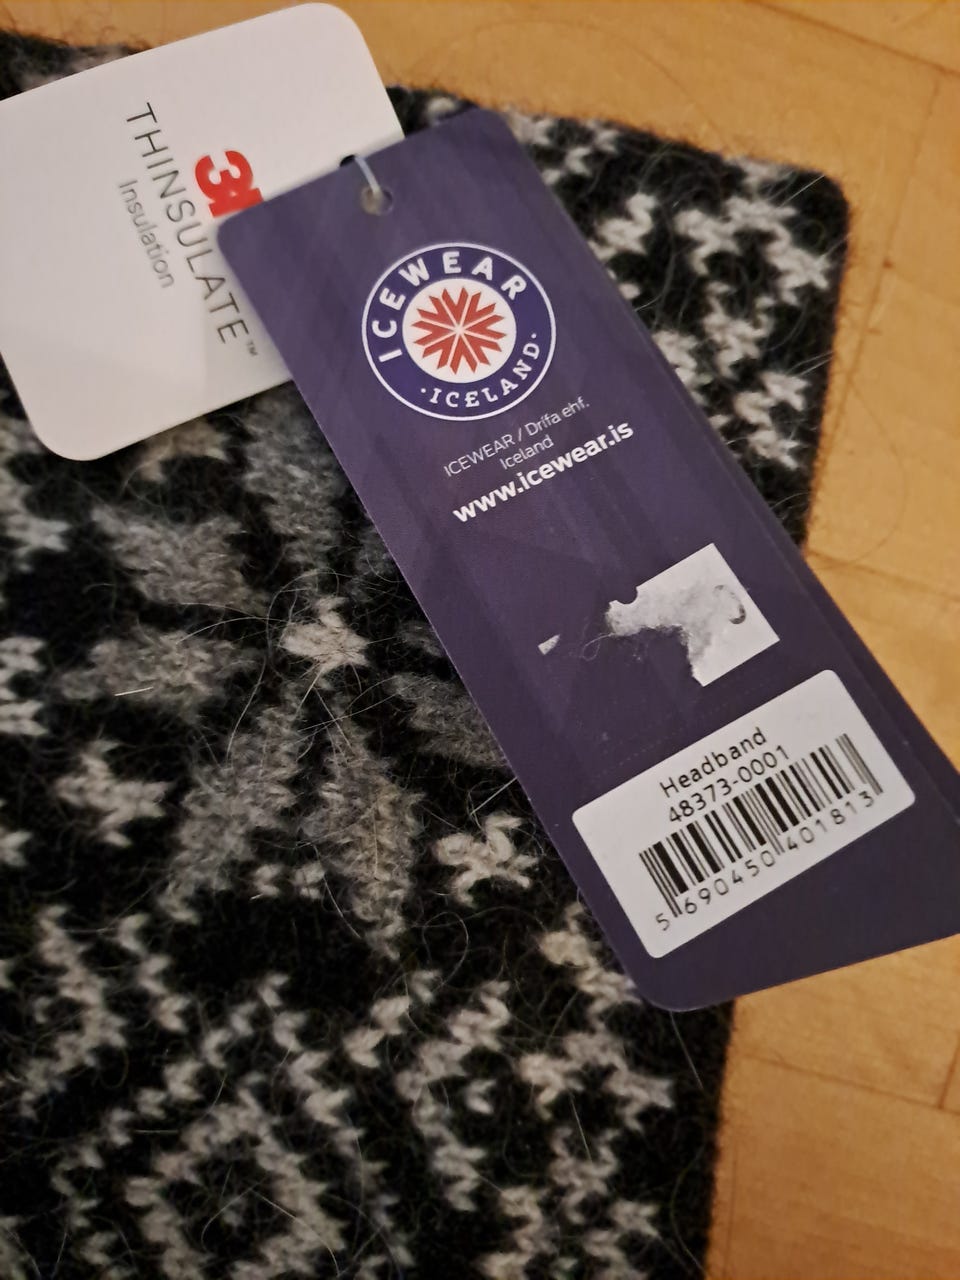 3M
THINSULATE™
Insulation
ICEWEAR
·ICELAND·
ICEWEAR / Drífa ehf.
Iceland
www.icewear.is
Headband
48373-0001
5 690450 401813